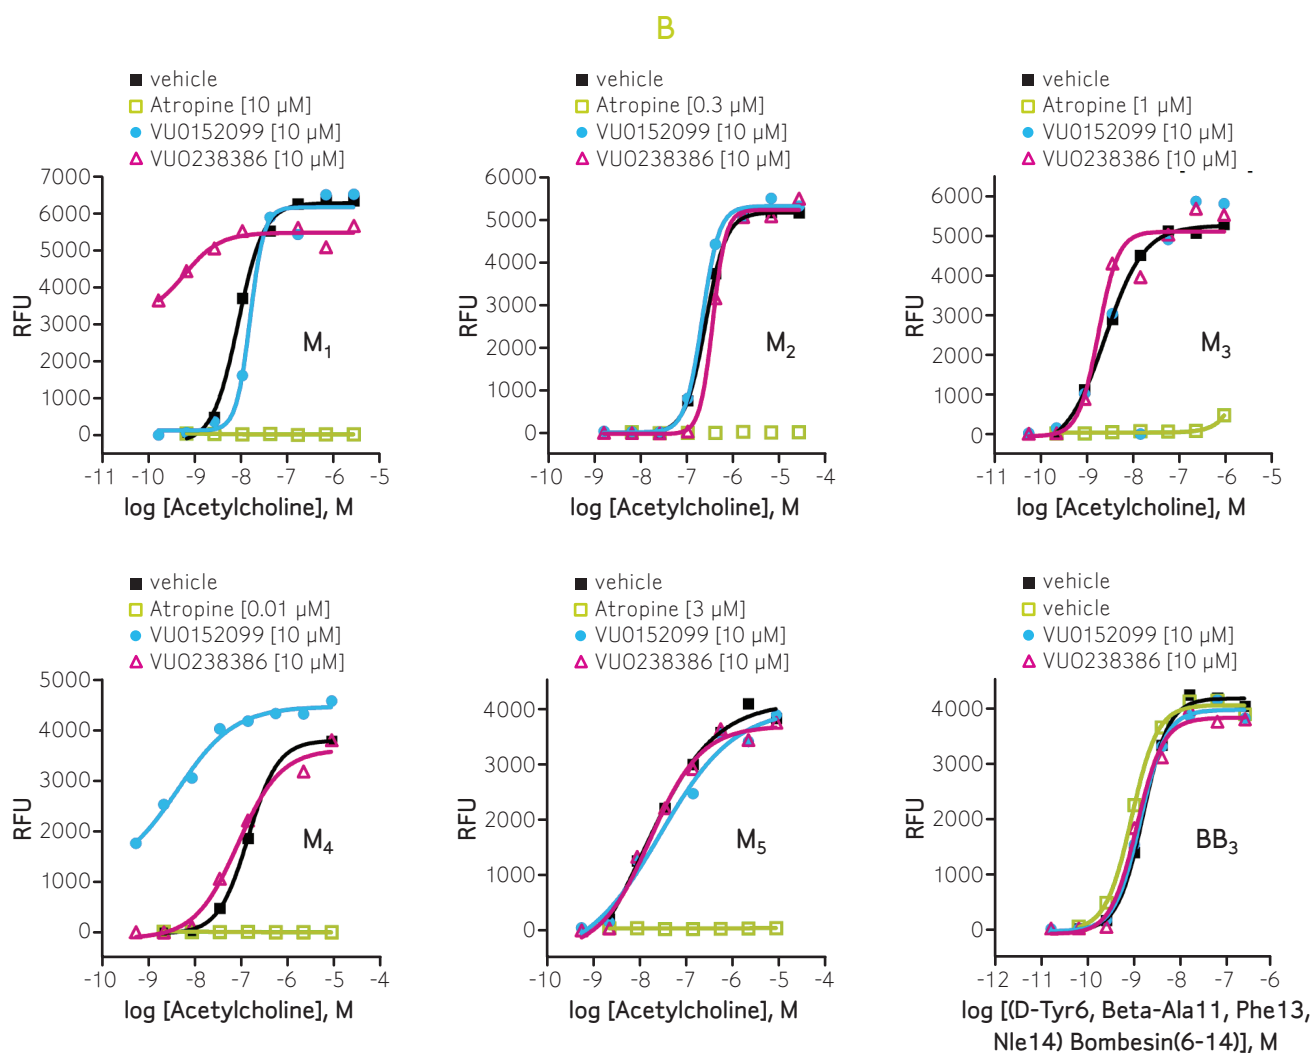 B
vehicle
Atropine [10 µM]
VU0152099 [10 µM]
VU0238386 [10 µM]
7000
6000
5000
4000
3000
2000
1000
0
RFU
M1
-10 -9 -8 -7 -6 -5
log [Acetylcholine], M
vehicle
Atropine [0.3 µM]
VU0152099 [10 µM]
VU0238386 [10 µM]
6000
5000
4000
3000
2000
1000
0
RFU
M2
-10 -9 -8 -7 -6 -5 -4
log [Acetylcholine], M
vehicle
Atropine [1 µM]
VU0152099 [10 µM]
VU0238386 [10 µM]
6000
5000
4000
3000
2000
1000
0
RFU
M3
-11 -10 -9 -8 -7 -6 -5
log [Acetylcholine], M
vehicle
Atropine [0.01 µM]
VU0152099 [10 µM]
VU0238386 [10 µM]
5000
4000
3000
2000
1000
0
RFU
M4
-10 -9 -8 -7 -6 -5 -4
log [Acetylcholine], M
vehicle
Atropine [3 µM]
VU0152099 [10 µM]
VU0238386 [10 µM]
4000
3000
2000
1000
0
RFU
M5
-10 -9 -8 -7 -6 -5 -4
log [Acetylcholine], M
vehicle
vehicle
VU0152099 [10 µM]
VU0238386 [10 µM]
4000
3000
2000
1000
0
RFU
BB3
-12 -11 -10 -9 -8 -7 -6
log [(D-Tyr6, Beta-Ala11, Phe13,
Nle14) Bombesin(6-14)], M